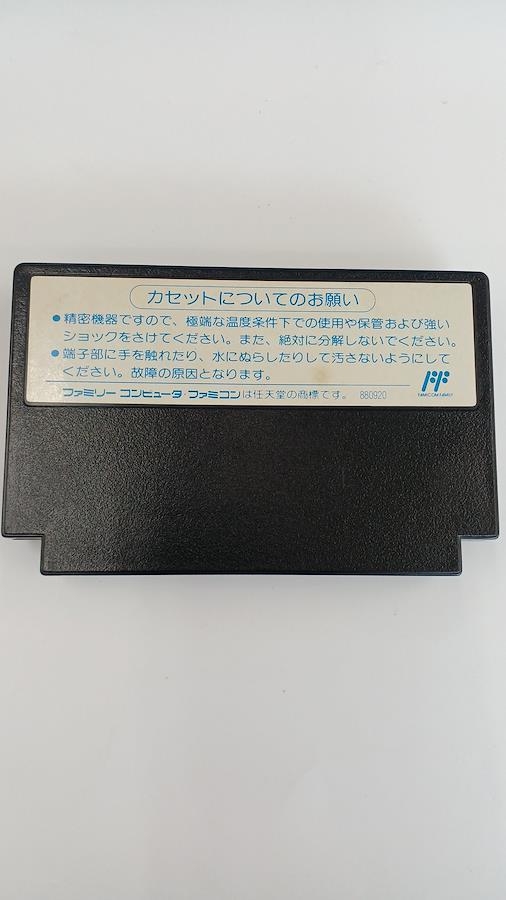 カセットについてのお願い
●精密機器ですので、極端な温度条件下での使用や保管および強い
ショックをさけてください。また、絶対に分解しないでください。
●端子部に手を触れたり、水にぬらしたりして汚さないようにして
ください。故障の原因となります。
ファミリー コンピュータ・ファミコンは任天堂の商標です。 880920
FAMICOM FAMILY